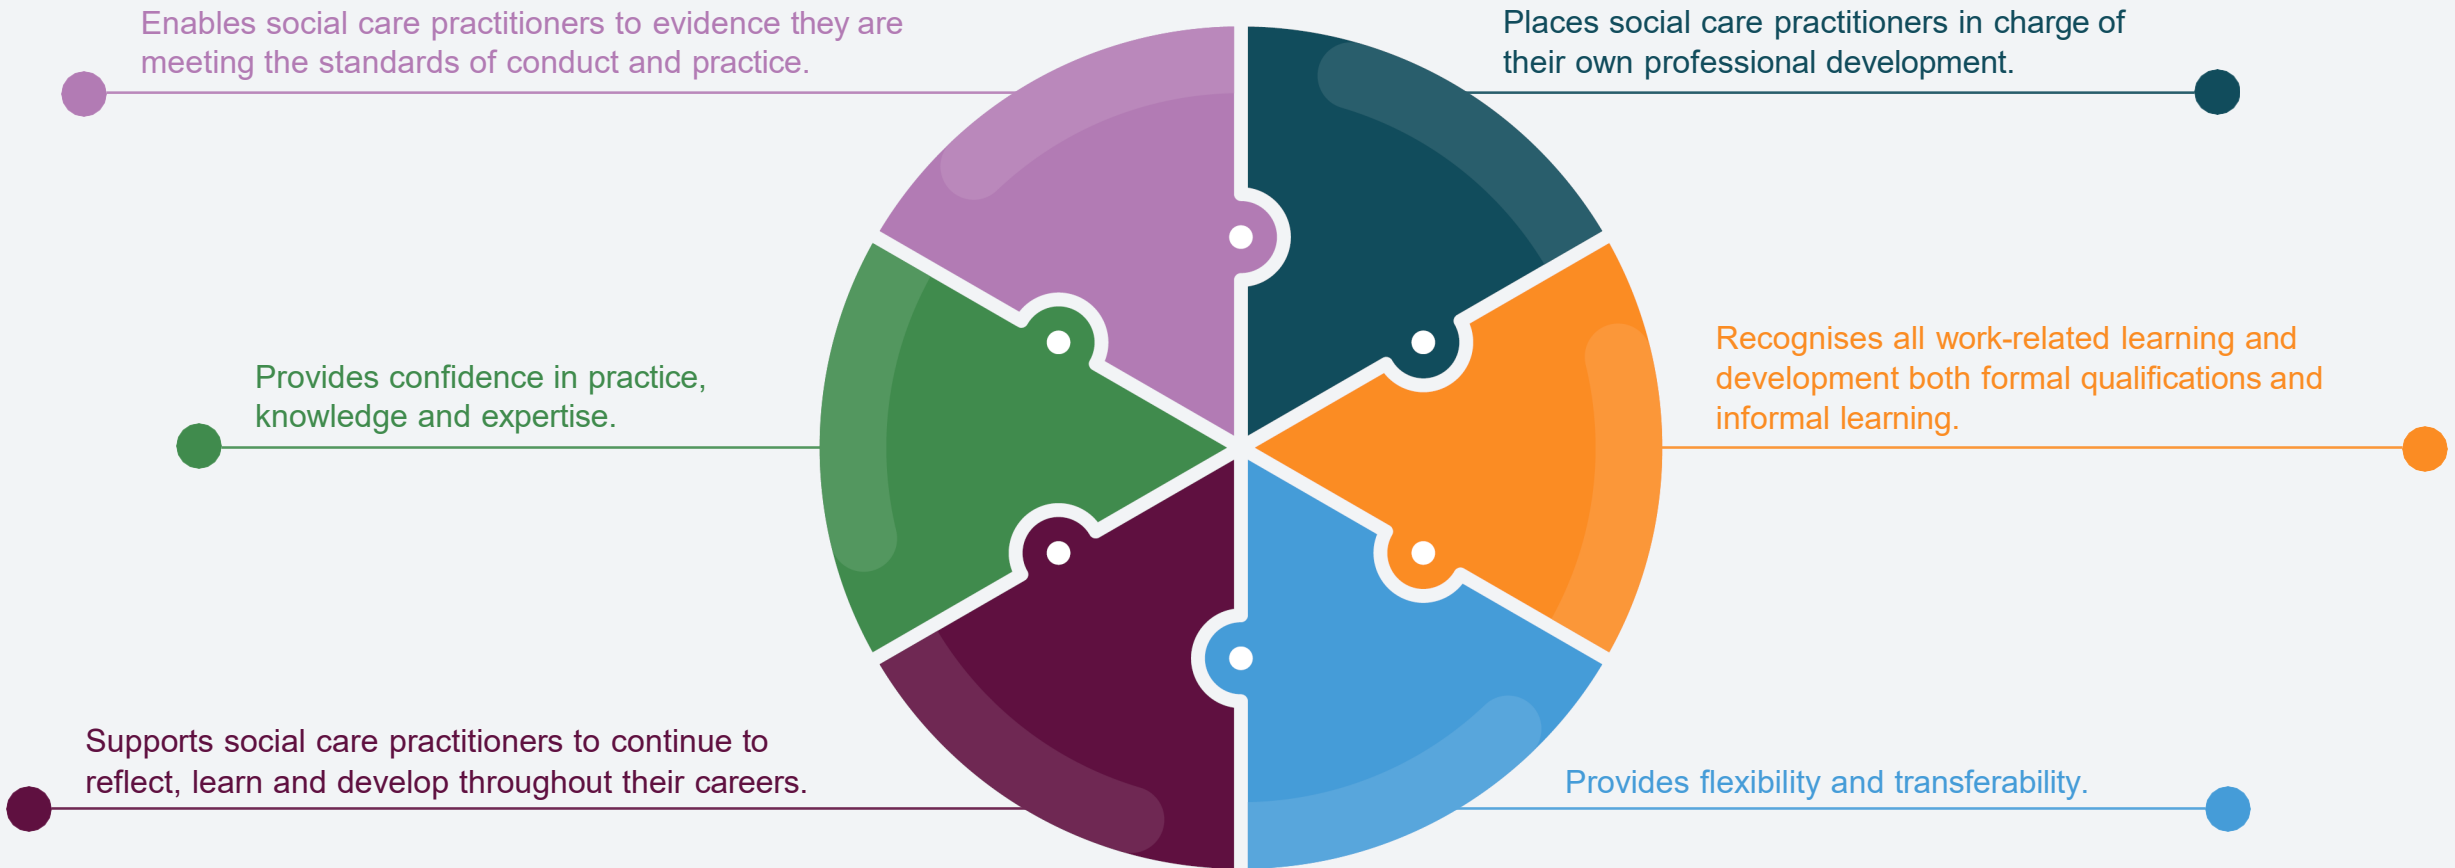 Enables social care practitioners to evidence they are
meeting the standards of conduct and practice.
Places social care practitioners in charge of
their own professional development.
Provides confidence in practice,
knowledge and expertise.
Recognises all work-related learning and
development both formal qualifications and
informal learning.
Supports social care practitioners to continue to
reflect, learn and develop throughout their careers.
Provides flexibility and transferability.